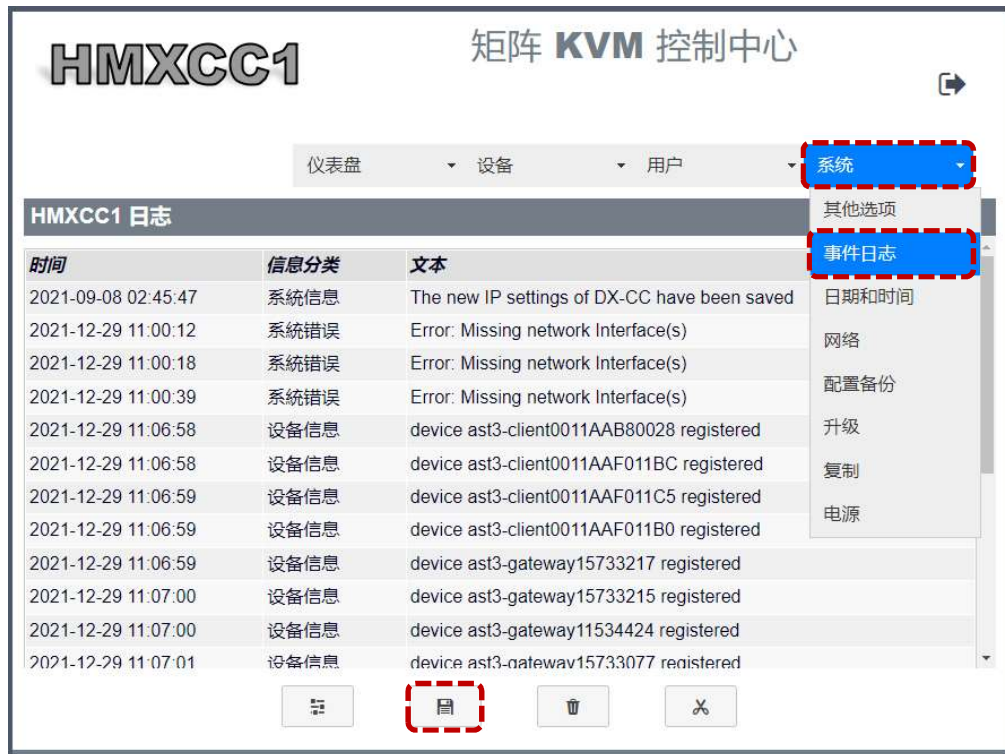 HMXCC1
矩阵 KVM 控制中心
仪表盘 设备 用户 系统
其他选项
事件日志
日期和时间
网络
配置备份
升级
复制
电源
HMXCC1 日志
时间 信息分类 文本
2021-09-08 02:45:47 系統信息 The new IP settings of DX-CC have been saved
2021-12-29 11:00:12 系統错误 Error: Missing network Interface(s)
2021-12-29 11:00:18 系統错误 Error: Missing network Interface(s)
2021-12-29 11:00:39 系統错误 Error: Missing network Interface(s)
2021-12-29 11:06:58 设备信息 device ast3-client0011AAB80028 registered
2021-12-29 11:06:58 设备信息 device ast3-client0011AAF011BC registered
2021-12-29 11:06:59 设备信息 device ast3-client0011AAF011C5 registered
2021-12-29 11:06:59 设备信息 device ast3-client0011AAF011B0 registered
2021-12-29 11:06:59 设备信息 device ast3-gateway15733217 registered
2021-12-29 11:07:00 设备信息 device ast3-gateway15733215 registered
2021-12-29 11:07:00 设备信息 device ast3-gateway11534424 registered
2021-12-29 11:07:01 设备信息 device ast3-gateway15733077 registered